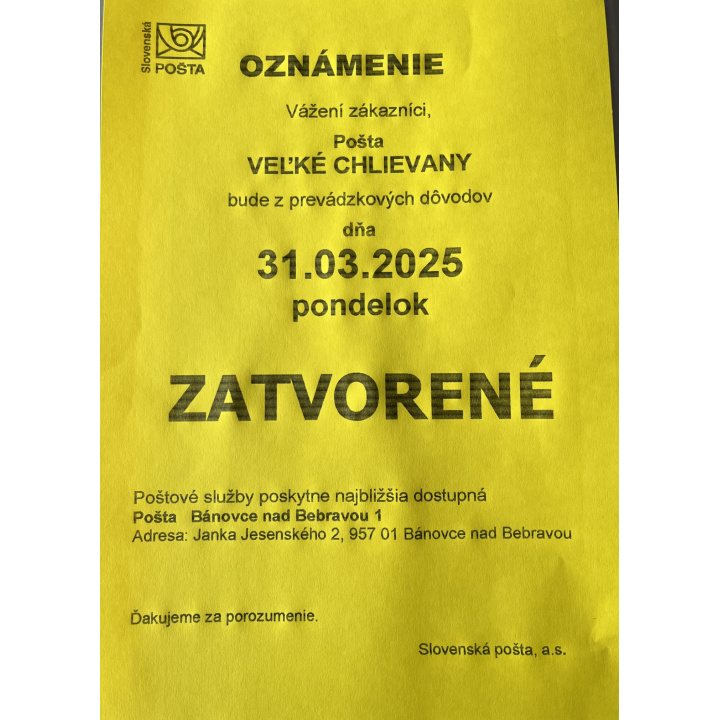 Slovenská
POŠTA
OZNÁMENIE
Vážení zákazníci,
Pošta
VEĽKÉ CHLIEVANY
bude z prevádzkových dôvodov
dňa
31.03.2025
pondelok
ZATVORENÉ
Poštové služby poskytne najbližšia dostupná
Pošta Bánovce nad Bebravou 1
Adresa: Janka Jesenského 2, 957 01 Bánovce nad Bebravou
Ďakujeme za porozumenie.
Slovenská pošta, a.s.